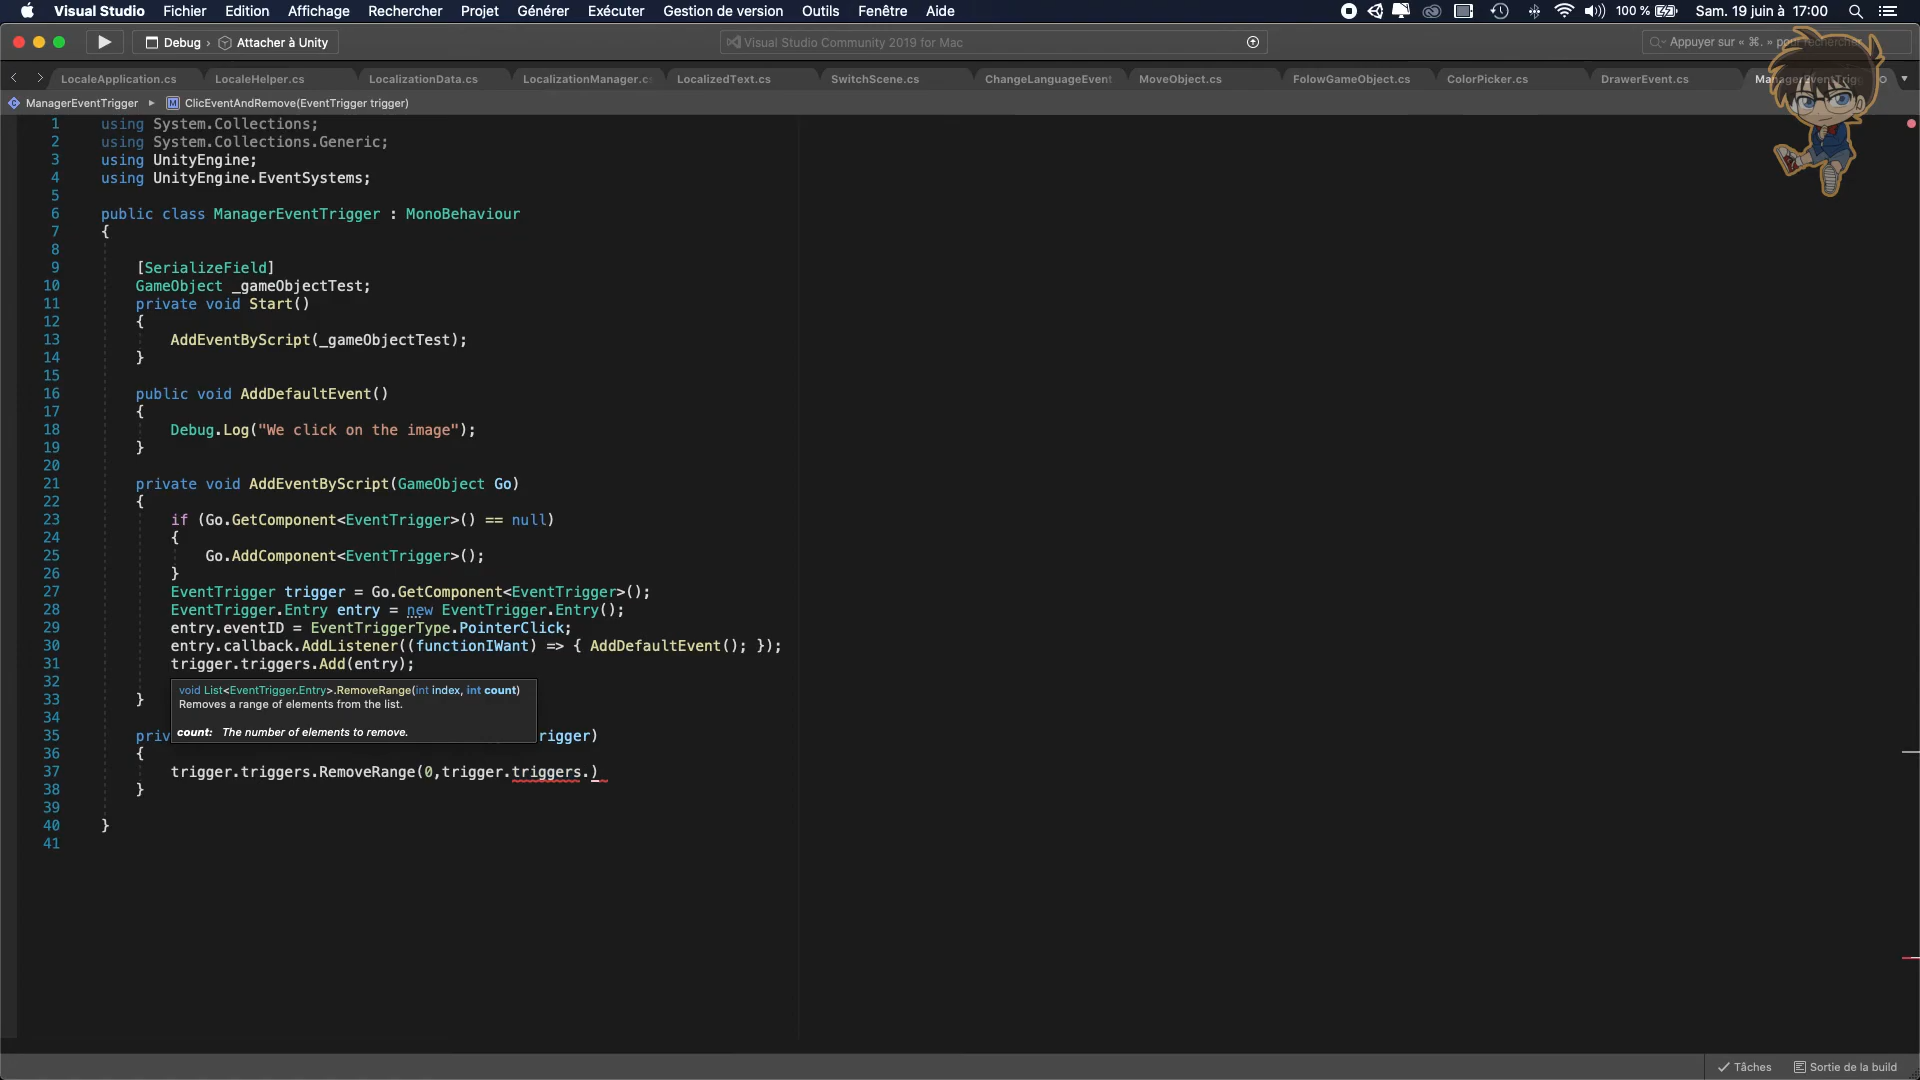 Visual Studio Fichier Edition Affichage Rechercher Projet Générer Exécuter Gestion de version Outils Fenêtre Aide 100 % Sam. 19 juin à 17:00
Debug › Attacher à Unity Visual Studio Community 2019 for Mac Appuyer sur « ⌘. » pour rechercher
LocaleApplication.cs LocaleHelper.cs LocalizationData.cs LocalizationManager.c LocalizedText.cs SwitchScene.cs ChangeLanguageEvent MoveObject.cs FolowGameObject.cs ColorPicker.cs DrawerEvent.cs ManagerEventTrig
ManagerEventTrigger ▸ M ClicEventAndRemove(EventTrigger trigger)
1 using System.Collections;
2 using System.Collections.Generic;
3 using UnityEngine;
4 using UnityEngine.EventSystems;
5
6 public class ManagerEventTrigger : MonoBehaviour
7 {
8
9 [SerializeField]
10 GameObject _gameObjectTest;
11 private void Start()
12 {
13 AddEventByScript(_gameObjectTest);
14 }
15
16 public void AddDefaultEvent()
17 {
18 Debug.Log("We click on the image");
19 }
20
21 private void AddEventByScript(GameObject Go)
22 {
23 if (Go.GetComponent<EventTrigger>() == null)
24 {
25 Go.AddComponent<EventTrigger>();
26 }
27 EventTrigger trigger = Go.GetComponent<EventTrigger>();
28 EventTrigger.Entry entry = new EventTrigger.Entry();
29 entry.eventID = EventTriggerType.PointerClick;
30 entry.callback.AddListener((functionIWant) => { AddDefaultEvent(); });
31 trigger.triggers.Add(entry);
32
void List<EventTrigger.Entry>.RemoveRange(int index, int count)
Removes a range of elements from the list.
33 }
34
count: The number of elements to remove.
35 priv rigger)
36 {
37 trigger.triggers.RemoveRange(0,trigger.triggers.)
38 }
39
40 }
41
Tâches Sortie de la build